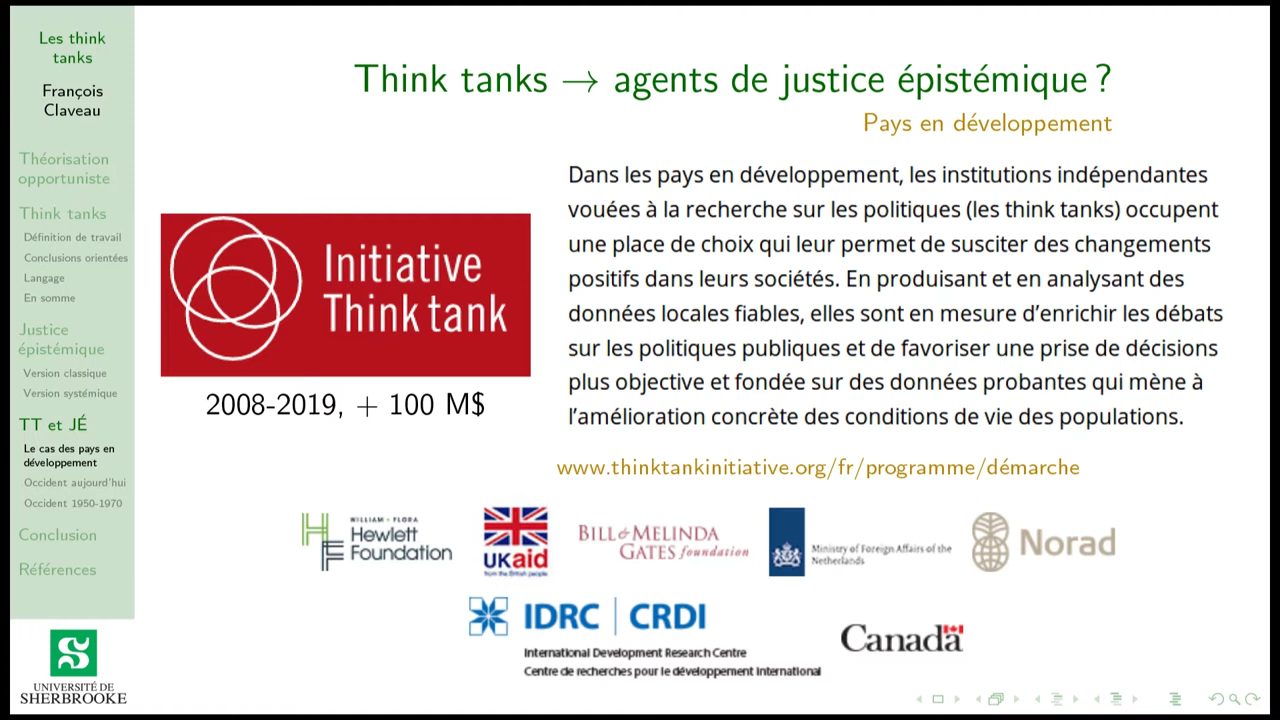 Les think
tanks
François
Claveau
Théorisation
opportuniste
Think tanks
Définition de travail
Conclusions orientées
Langage
En somme
Justice
épistémique
Version classique
Version systémique
TT et JÉ
Le cas des pays en
développement
Occident aujourd'hui
Occident 1950-1970
Conclusion
Références
UNIVERSITÉ DE
SHERBROOKE
Think tanks → agents de justice épistémique ?
Pays en développement
Initiative
Think tank
2008-2019, + 100 M$
Dans les pays en développement, les institutions indépendantes
vouées à la recherche sur les politiques (les think tanks) occupent
une place de choix qui leur permet de susciter des changements
positifs dans leurs sociétés. En produisant et en analysant des
données locales fiables, elles sont en mesure d’enrichir les débats
sur les politiques publiques et de favoriser une prise de décisions
plus objective et fondée sur des données probantes qui mène à
l’amélioration concrète des conditions de vie des populations.
www.thinktankinitiative.org/fr/programme/démarche
WILLIAM + FLORA
Hewlett
Foundation
UKaid
from the British people
BILL & MELINDA
GATES foundation
Ministry of Foreign Affairs of the
Netherlands
Norad
IDRC | CRDI
International Development Research Centre
Centre de recherches pour le développement international
Canada